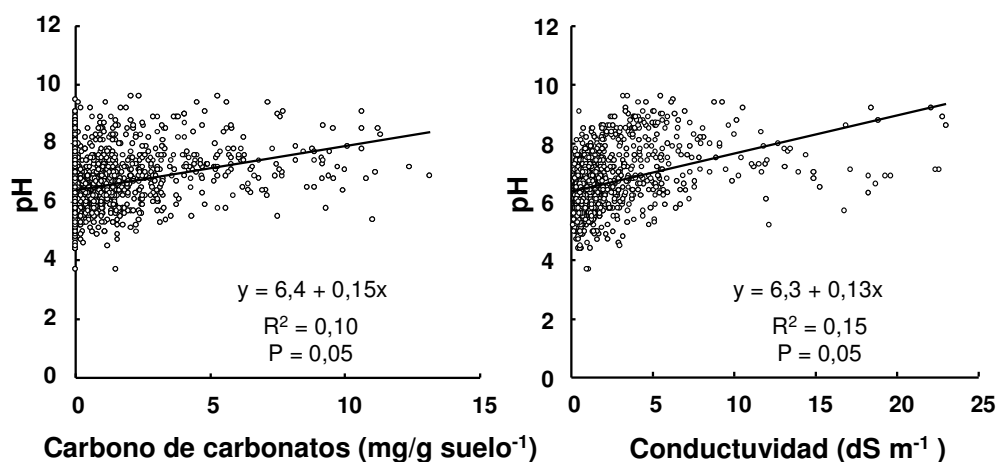 12
10
8
6
4
2
0
pH
y = 6,4 + 0,15x
R² = 0,10
P = 0,05
0 5 10 15
Carbono de carbonatos (mg/g suelo⁻¹)
12
10
8
6
4
2
0
pH
y = 6,3 + 0,13x
R² = 0,15
P = 0,05
0 5 10 15 20 25
Conductuvidad (dS m⁻¹ )